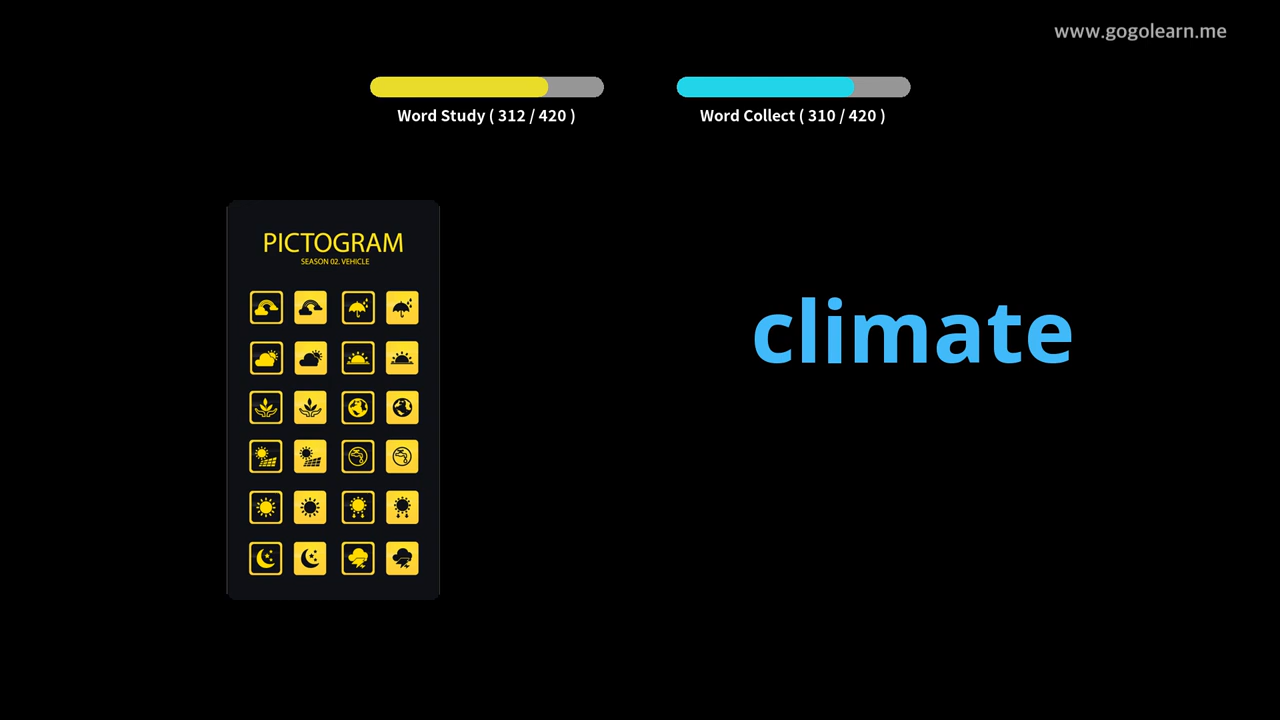 www.gogolearn.me
Word Study ( 312 / 420 )
Word Collect ( 310 / 420 )
PICTOGRAM
SEASON 02. VEHICLE
climate